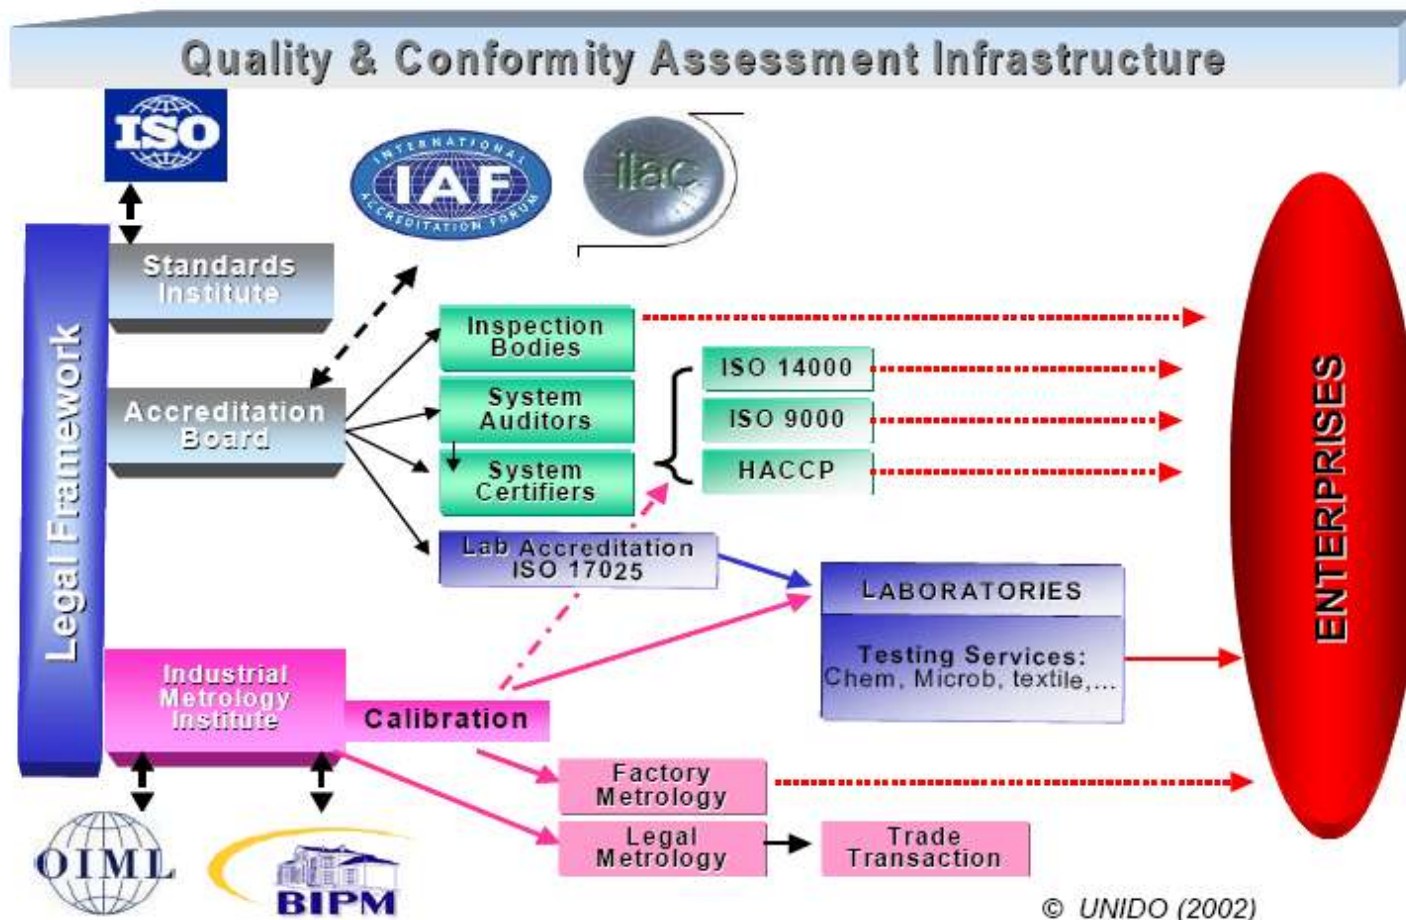 Quality & Conformity Assessment Infrastructure
ISO
INTERNATIONAL
IAF
ACCREDITATION FORUM
ilac
Legal Framework
Standards
Institute
Accreditation
Board
Inspection
Bodies
System
Auditors
System
Certifiers
ISO 14000
ISO 9000
HACCP
Lab Accreditation
ISO 17025
LABORATORIES
Testing Services:
Chem, Microb, textile,...
ENTERPRISES
Industrial
Metrology
Institute
Calibration
Factory
Metrology
Legal
Metrology
Trade
Transaction
OIML
BIPM
© UNIDO (2002)